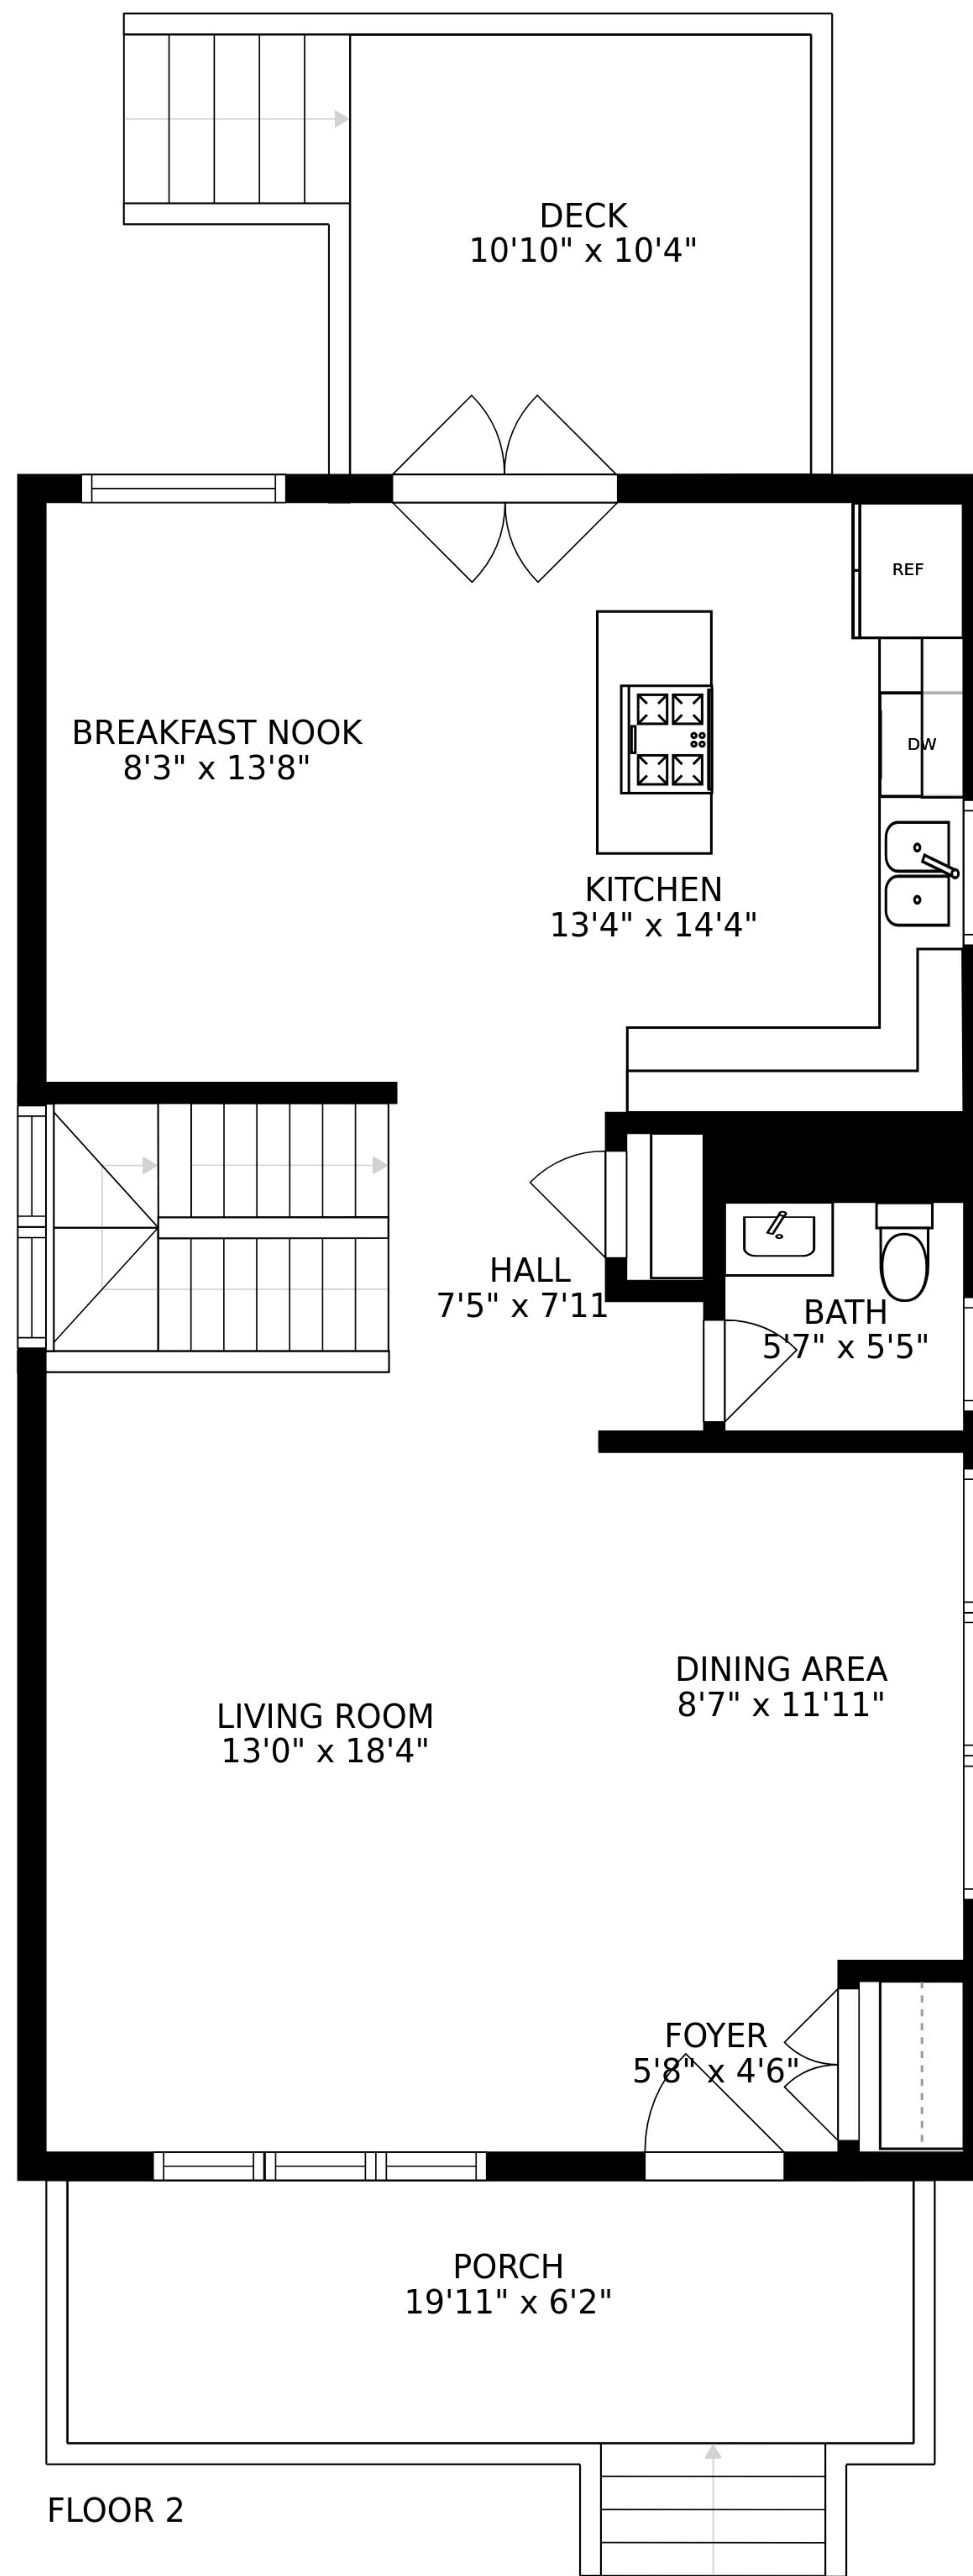 DECK
10'10" x 10'4"
REF
BREAKFAST NOOK
8'3" x 13'8"
DW
KITCHEN
13'4" x 14'4"
HALL
7'5" x 7'11
BATH
5'7" x 5'5"
DINING AREA
8'7" x 11'11"
LIVING ROOM
13'0" x 18'4"
FOYER
5'8" x 4'6"
PORCH
19'11" x 6'2"
FLOOR 2